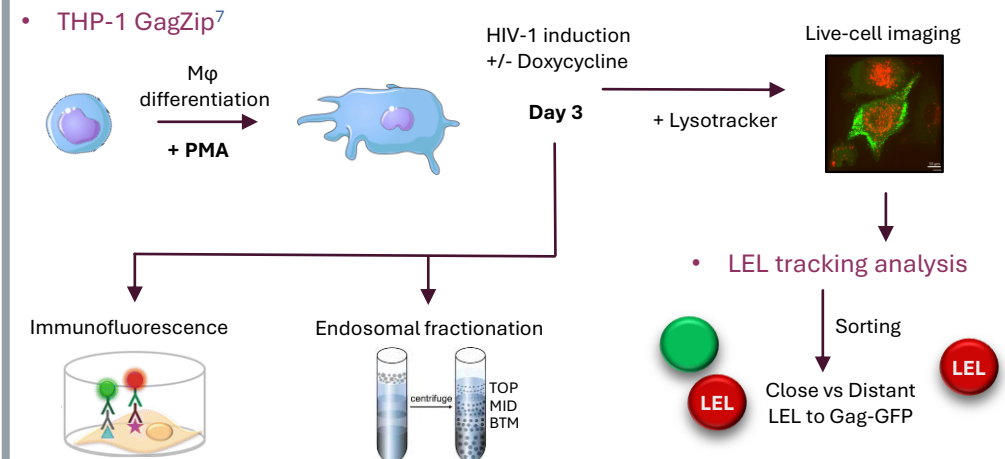 • THP-1 GagZip7
Mφ
differentiation
+ PMA
HIV-1 induction
+/- Doxycycline
Day 3
+ Lysotracker
Live-cell imaging
• LEL tracking analysis
Sorting
Close vs Distant
LEL to Gag-GFP
LEL
LEL
Immunofluorescence
Endosomal fractionation
centrifuge
TOP
MID
BTM